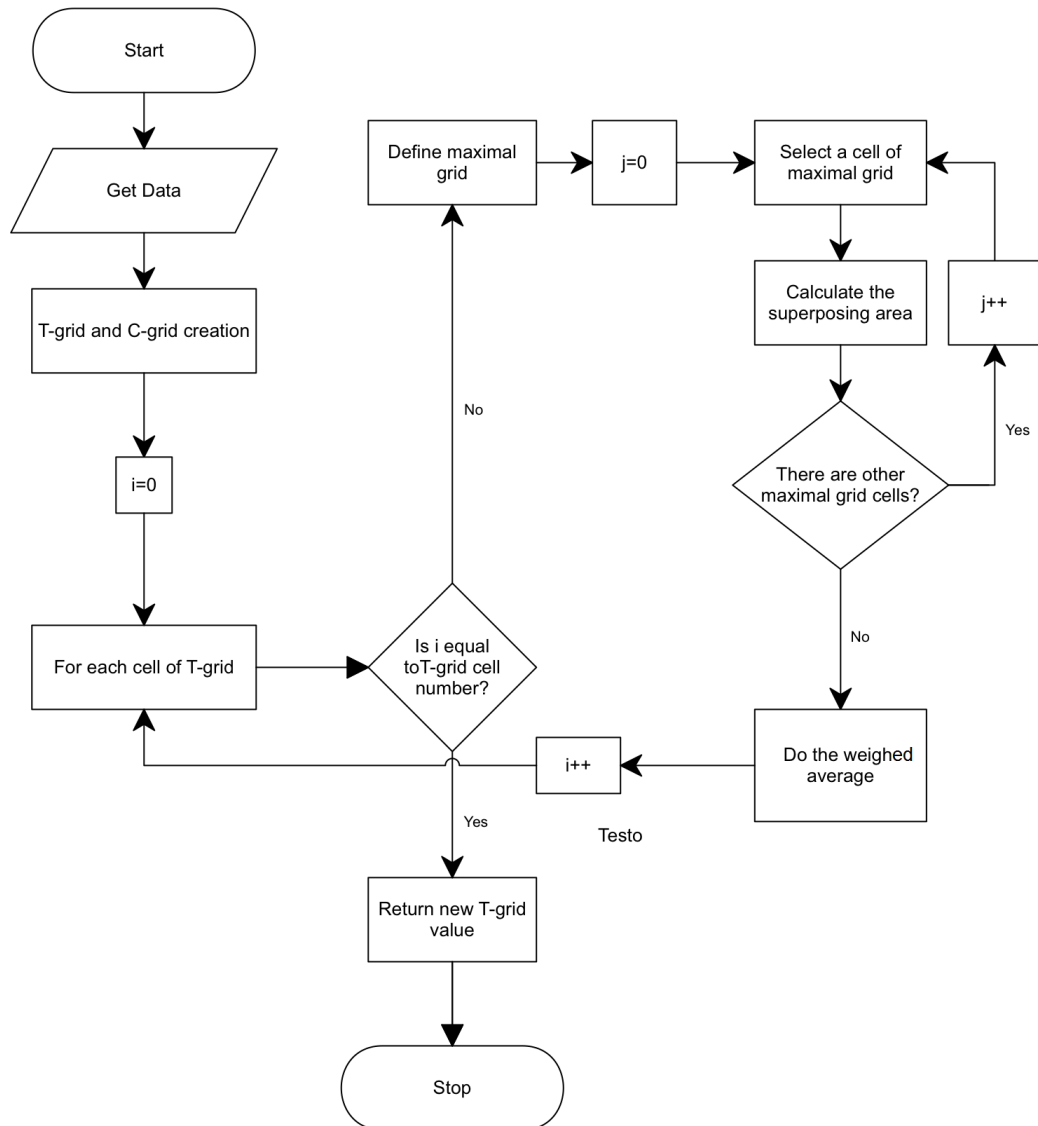 Start
Get Data
T-grid and C-grid creation
i=0
For each cell of T-grid
Is i equal
toT-grid cell
number?
No
Define maximal
grid
j=0
Select a cell of
maximal grid
Calculate the
superposing area
j++
Yes
There are other
maximal grid cells?
No
Do the weighed
average
i++
Testo
Yes
Return new T-grid
value
Stop